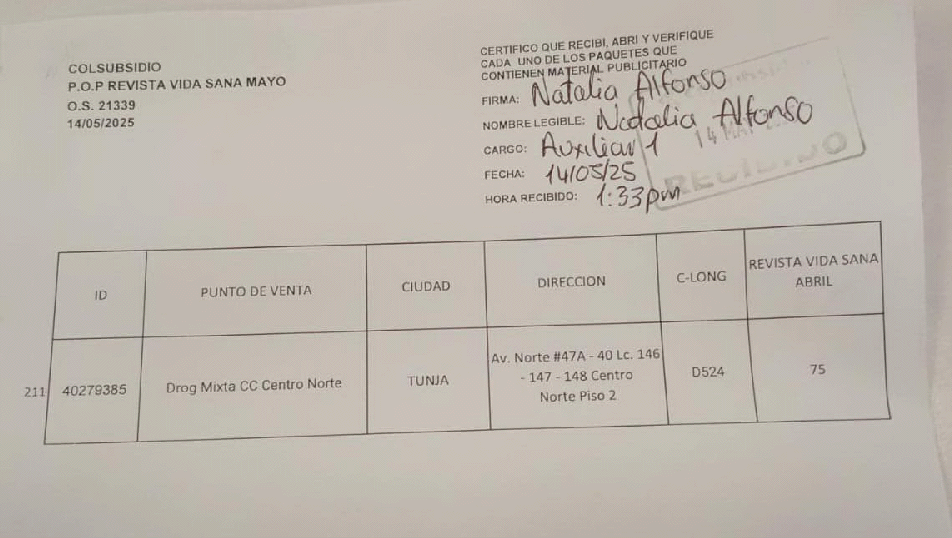 COLSUBSIDIO
P.O.P REVISTA VIDA SANA MAYO
O.S. 21339
14/05/2025
CERTIFICO QUE RECIBI, ABRI Y VERIFIQUE
CADA UNO DE LOS PAQUETES QUE
CONTIENEN MATERIAL PUBLICITARIO
FIRMA: Natalia Alfonso
NOMBRE LEGIBLE: Natalia Alfonso
CARGO: Auxiliar 1
FECHA: 14/05/25
HORA RECIBIDO: 1:33pm
14 MAY
RECIBIDO
ID PUNTO DE VENTA CIUDAD DIRECCION C-LONG REVISTA VIDA SANA
ABRIL
211 40279385 Drog Mixta CC Centro Norte TUNJA Av. Norte #47A - 40 Lc. 146 D524 75
- 147 - 148 Centro
Norte Piso 2